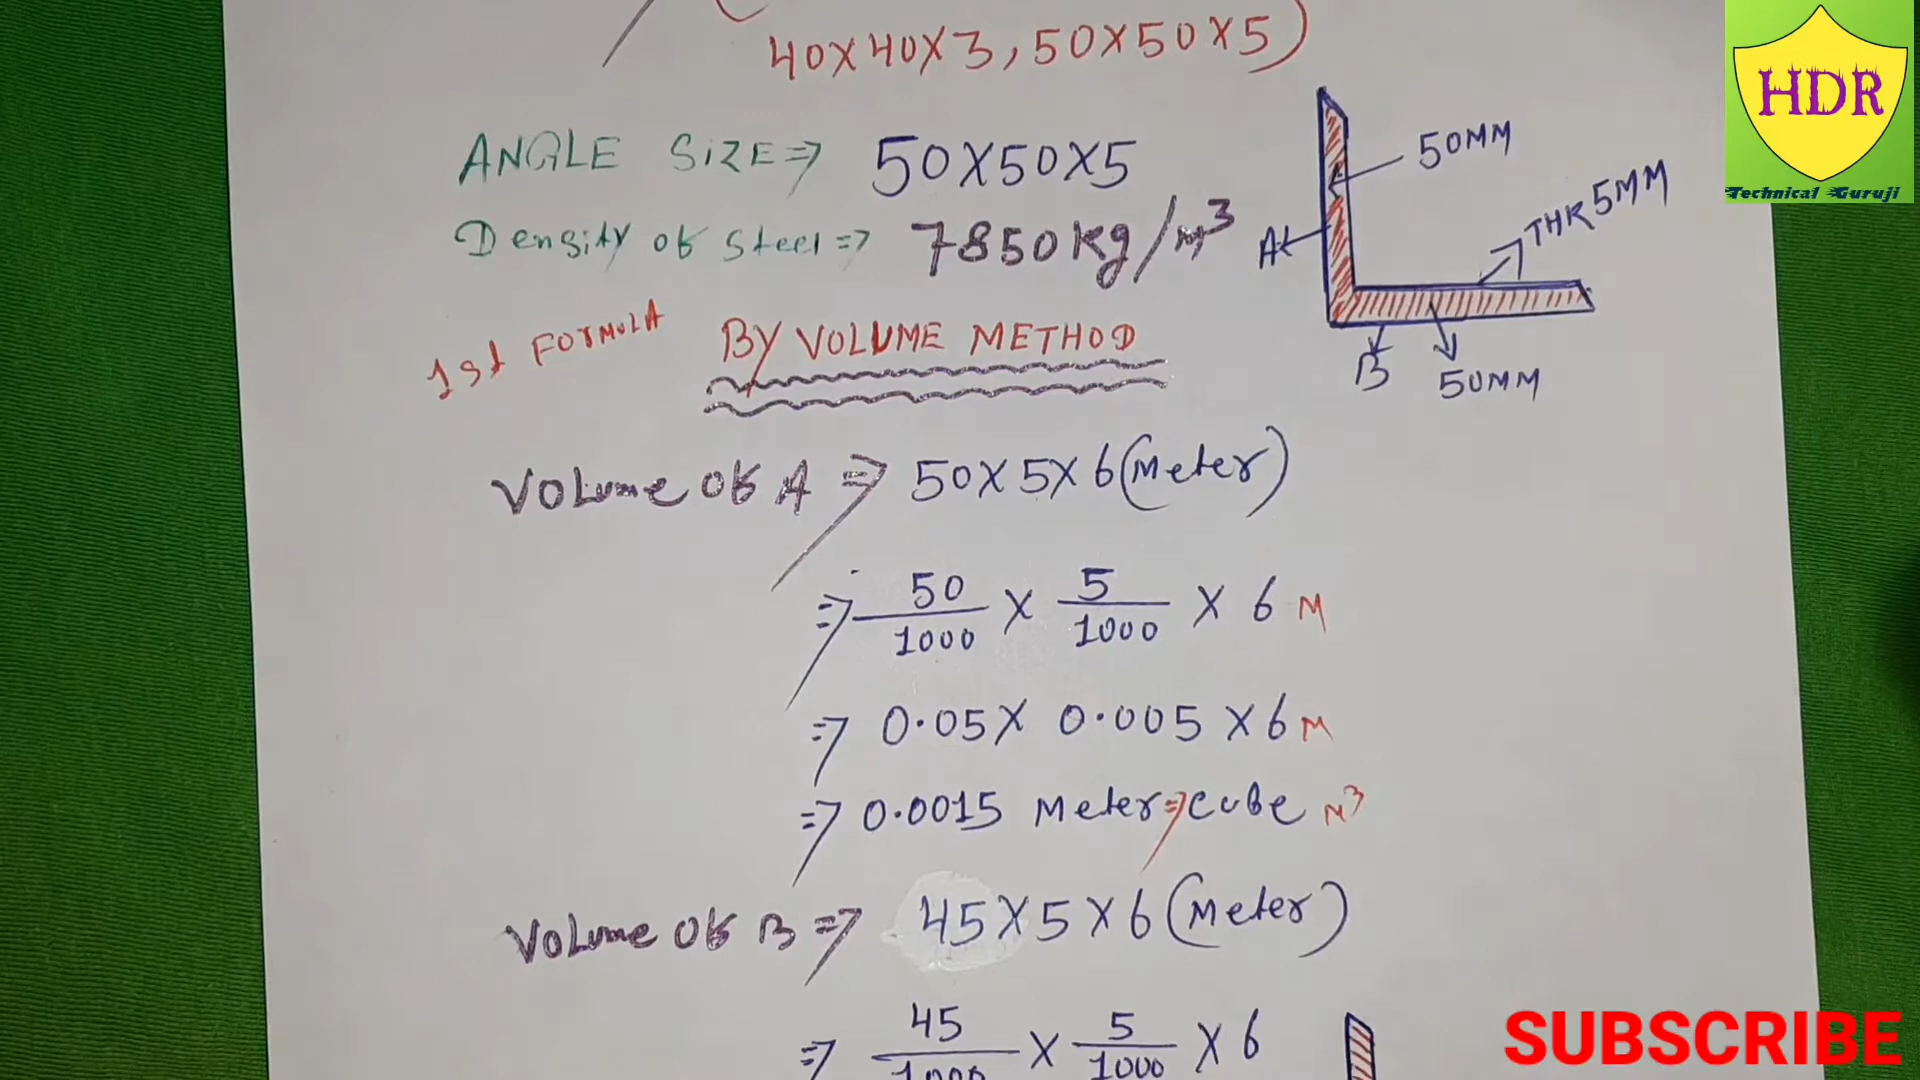 40X40X3, 50X50X5)
HDR
Technical Guruji
ANGLE SIZE => 50X50X5
Density of Steel => 7850kg/m³
50MM
THK 5MM
A
B
50MM
1st FORMULA
BY VOLUME METHOD
Volume of A => 50X5X6(Meter)
=> 50/1000 X 5/1000 X 6 M
=> 0.05X 0.005 X6 M
=> 0.0015 Meter=>Cube M³
Volume of B => 45X5X6(Meter)
=> 45/1000 X 5/1000 X 6
SUBSCRIBE